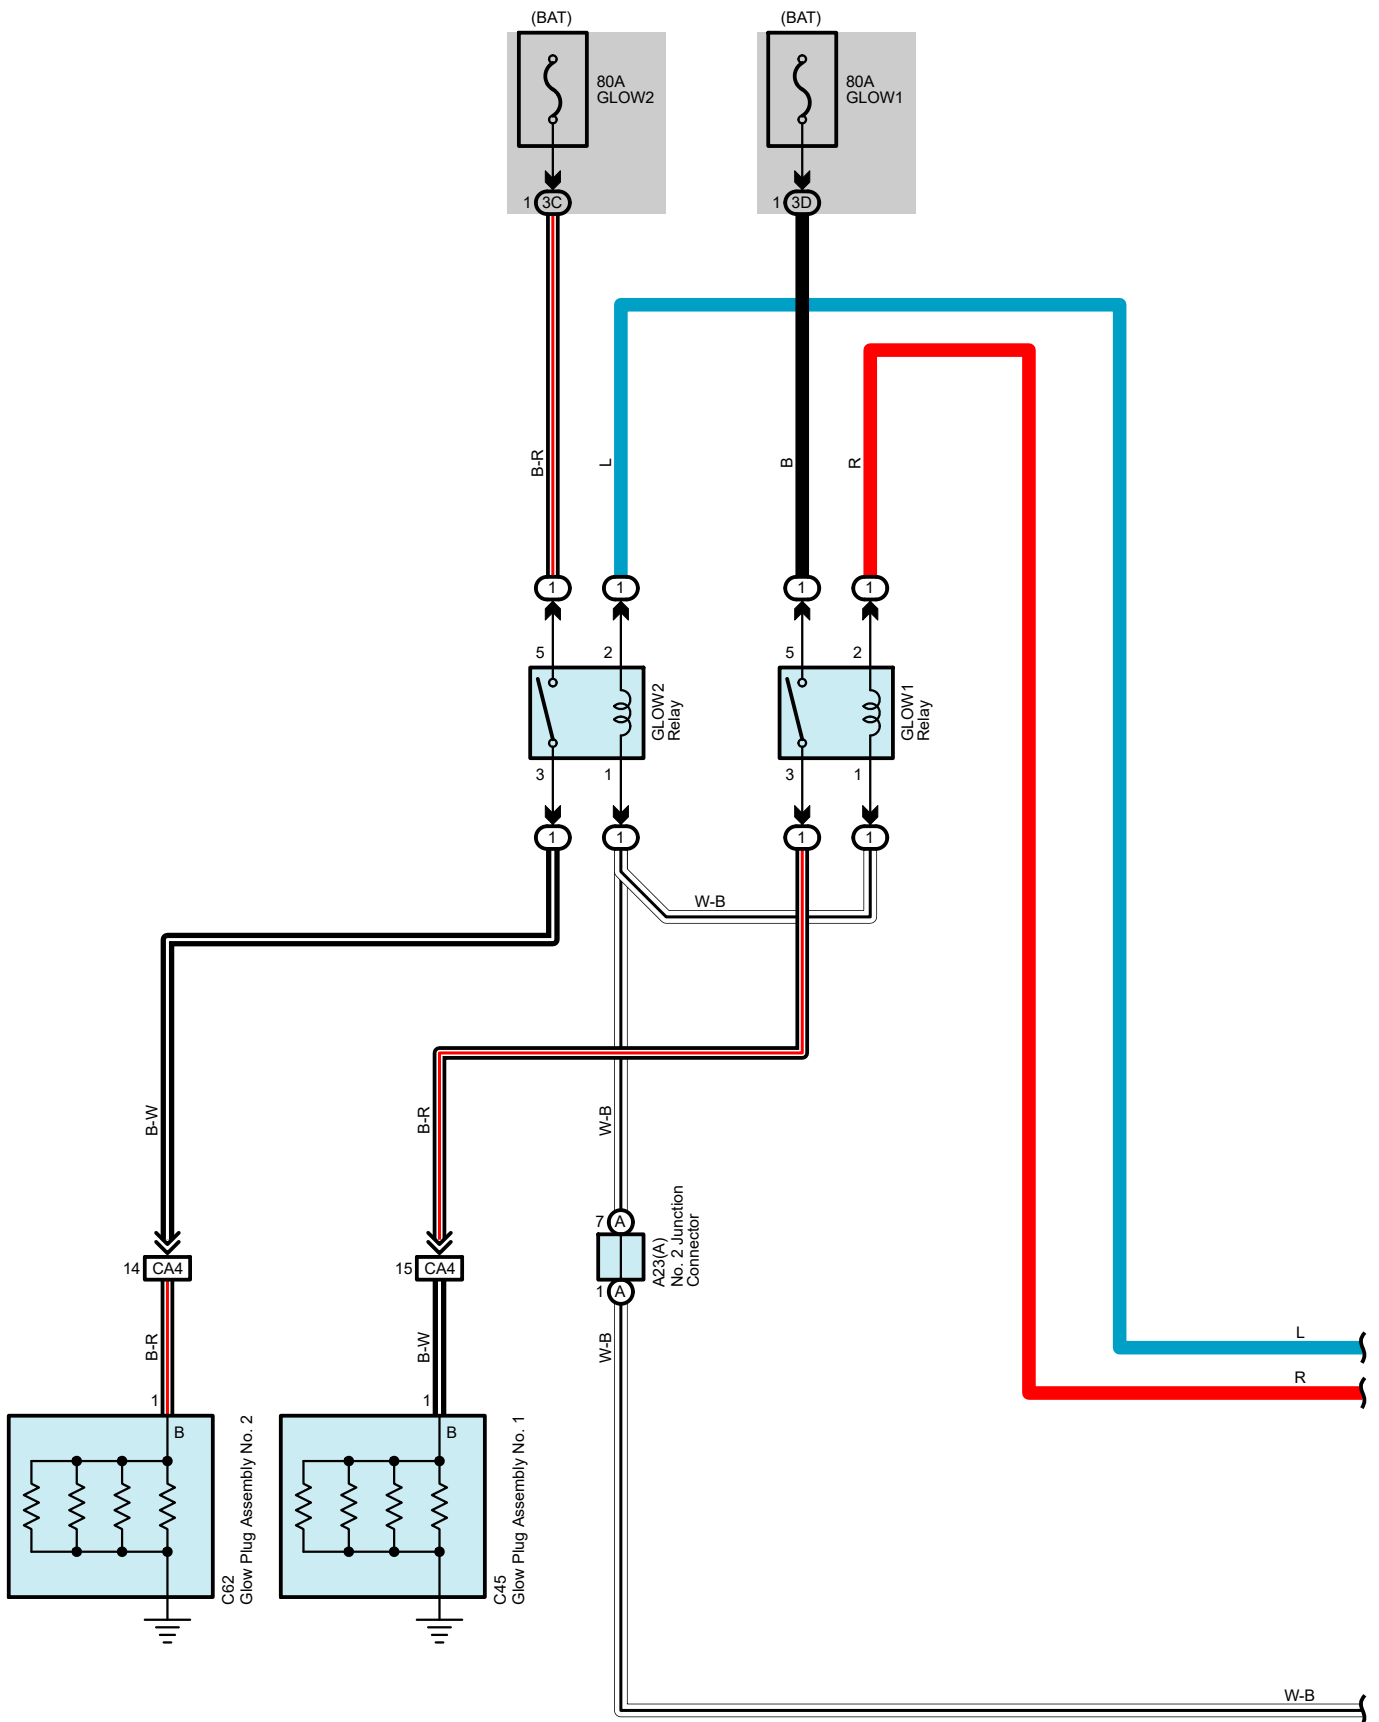 (BAT)
(BAT)
80A
GLOW2
80A
GLOW1
1
3C
1
3D
B-R
L
B
R
1
1
1
1
5
2
5
2
GLOW2
Relay
GLOW1
Relay
3
1
3
1
1
1
1
1
W-B
B-W
B-R
W-B
7
A
A23(A)
No. 2 Junction
Connector
14
CA4
15
CA4
1
A
B-R
B-W
W-B
L
R
1
1
B
B
C62
Glow Plug Assembly No. 2
C45
Glow Plug Assembly No. 1
W-B